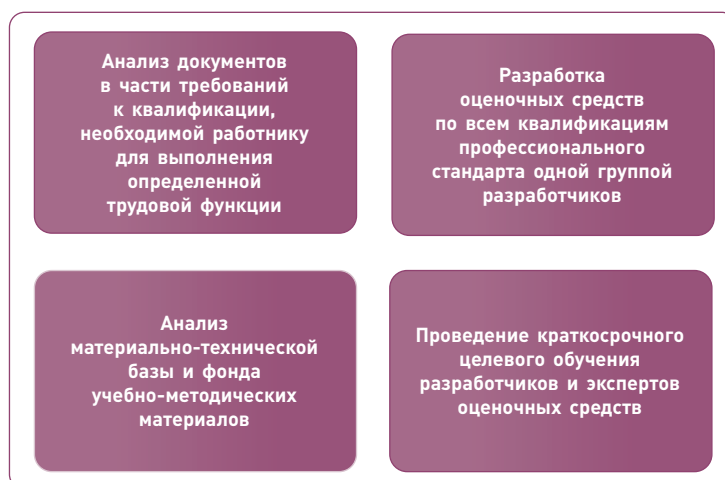 Анализ документов
в части требований
к квалификации,
необходимой работнику
для выполнения
определенной
трудовой функции
Разработка
оценочных средств
по всем квалификациям
профессионального
стандарта одной группой
разработчиков
Анализ
материально-технической
базы и фонда
учебно-методических
материалов
Проведение краткосрочного
целевого обучения
разработчиков и экспертов
оценочных средств